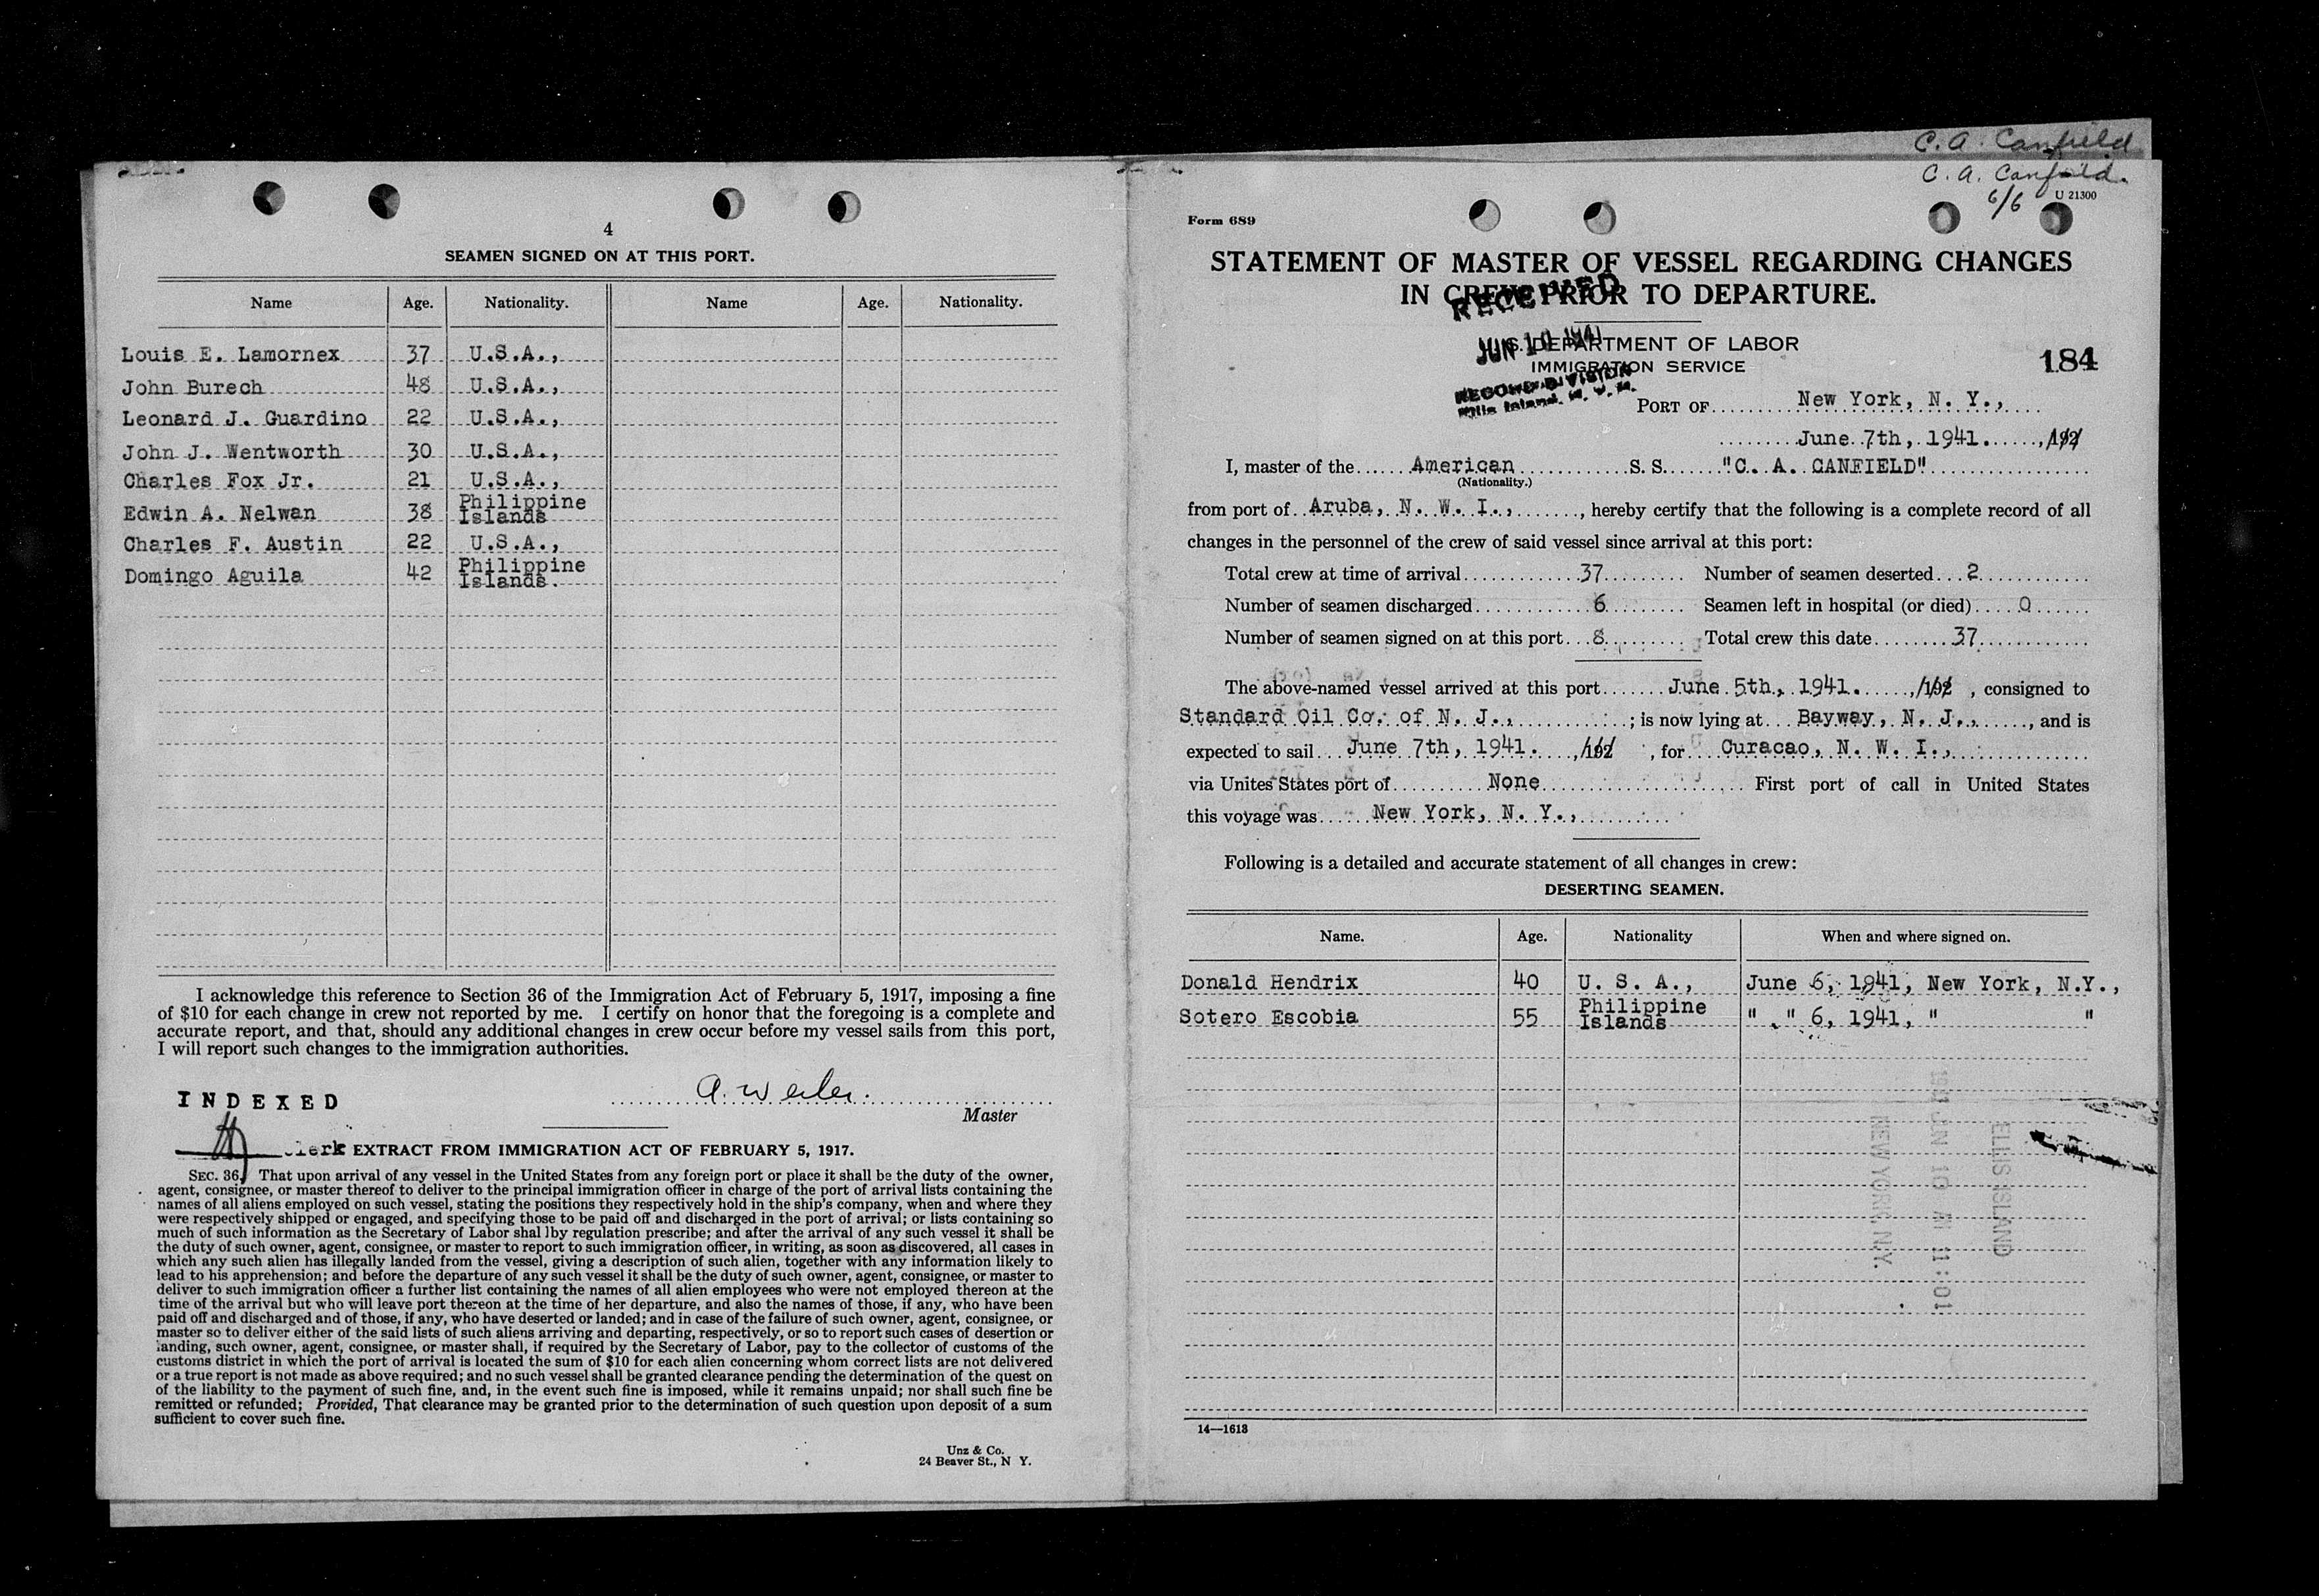 4
SEAMEN SIGNED ON AT THIS PORT.
Name Age. Nationality. Name Age. Nationality.
Louis E. Lamornex 37 U.S.A.,
John Burech 48 U.S.A.,
Leonard J. Guardino 22 U.S.A.,
John J. Wentworth 30 U.S.A.,
Charles Fox Jr. 21 U.S.A.,
Edwin A. Nelwan 38 Philippine Islands
Charles F. Austin 22 U.S.A.,
Domingo Aguila 42 Philippine Islands.
I acknowledge this reference to Section 36 of the Immigration Act of February 5, 1917, imposing a fine
of $10 for each change in crew not reported by me. I certify on honor that the foregoing is a complete and
accurate report, and that, should any additional changes in crew occur before my vessel sails from this port,
I will report such changes to the immigration authorities.
INDEXED
Master
clerk EXTRACT FROM IMMIGRATION ACT OF FEBRUARY 5, 1917.
SEC. 36. That upon arrival of any vessel in the United States from any foreign port or place it shall be the duty of the owner,
agent, consignee, or master thereof to deliver to the principal immigration officer in charge of the port of arrival lists containing the
names of all aliens employed on such vessel, stating the positions they respectively hold in the ship's company, when and where they
were respectively shipped or engaged, and specifying those to be paid off and discharged in the port of arrival; or lists containing so
much of such information as the Secretary of Labor shal lby regulation prescribe; and after the arrival of any such vessel it shall be
the duty of such owner, agent, consignee, or master to report to such immigration officer, in writing, as soon as discovered, all cases in
which any such alien has illegally landed from the vessel, giving a description of such alien, together with any information likely to
lead to his apprehension; and before the departure of any such vessel it shall be the duty of such owner, agent, consignee, or master to
deliver to such immigration officer a further list containing the names of all alien employees who were not employed thereon at the
time of the arrival but who will leave port thereon at the time of her departure, and also the names of those, if any, who have been
paid off and discharged and of those, if any, who have deserted or landed; and in case of the failure of such owner, agent, consignee, or
master so to deliver either of the said lists of such aliens arriving and departing, respectively, or so to report such cases of desertion or
landing, such owner, agent, consignee, or master shall, if required by the Secretary of Labor, pay to the collector of customs of the
customs district in which the port of arrival is located the sum of $10 for each alien concerning whom correct lists are not delivered
or a true report is not made as above required; and no such vessel shall be granted clearance pending the determination of the quest on
of the liability to the payment of such fine, and, in the event such fine is imposed, while it remains unpaid; nor shall such fine be
remitted or refunded; Provided, That clearance may be granted prior to the determination of such question upon deposit of a sum
sufficient to cover such fine.
Unz & Co.
24 Beaver St., N Y.
C. A. Canfield
C. A. Canfield.
6/6 U 21300
Form 689
STATEMENT OF MASTER OF VESSEL REGARDING CHANGES
IN CREW PRIOR TO DEPARTURE.
RECEIVED
JUN 10 1941
RECORD DIVISION
Ellis Island, N. Y. H.
U. S. DEPARTMENT OF LABOR
IMMIGRATION SERVICE
184
PORT OF New York, N. Y.,
June 7th, 1941. , 192
I, master of the American S. S. "C. A. CANFIELD"
(Nationality.)
from port of Aruba, N. W. I., , hereby certify that the following is a complete record of all
changes in the personnel of the crew of said vessel since arrival at this port:
Total crew at time of arrival 37 Number of seamen deserted 2
Number of seamen discharged 6 Seamen left in hospital (or died) 0
Number of seamen signed on at this port 8 Total crew this date 37
The above-named vessel arrived at this port June 5th, 1941. , 192 , consigned to
Standard Oil Co. of N. J., ; is now lying at Bayway, N. J., , and is
expected to sail June 7th, 1941. , 192 , for Curacao, N. W. I.,
via Unites States port of None First port of call in United States
this voyage was New York, N. Y.,
Following is a detailed and accurate statement of all changes in crew:
DESERTING SEAMEN.
Name. Age. Nationality When and where signed on.
Donald Hendrix 40 U. S. A., June 6, 1941, New York, N.Y.,
Sotero Escobia 55 Philippine Islands " " 6, 1941, " "
ELLIS ISLAND
1941 JUN 10 AM 11:01
NEW YORK, N.Y.
14—1613